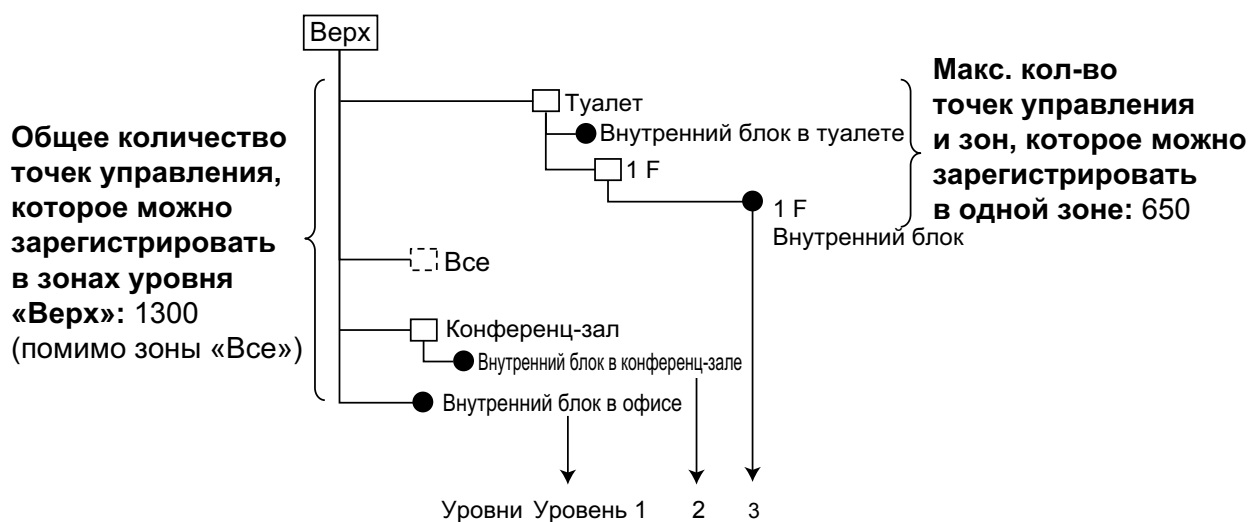 Верх
Общее количество
точек управления,
которое можно
зарегистрировать
в зонах уровня
«Верх»: 1300
(помимо зоны «Все»)
Туалет
Внутренний блок в туалете
1 F
1 F
Внутренний блок
Все
Конференц-зал
Внутренний блок в конференц-зале
Внутренний блок в офисе
Макс. кол-во
точек управления
и зон, которое можно
зарегистрировать
в одной зоне: 650
Уровни Уровень 1 2 3